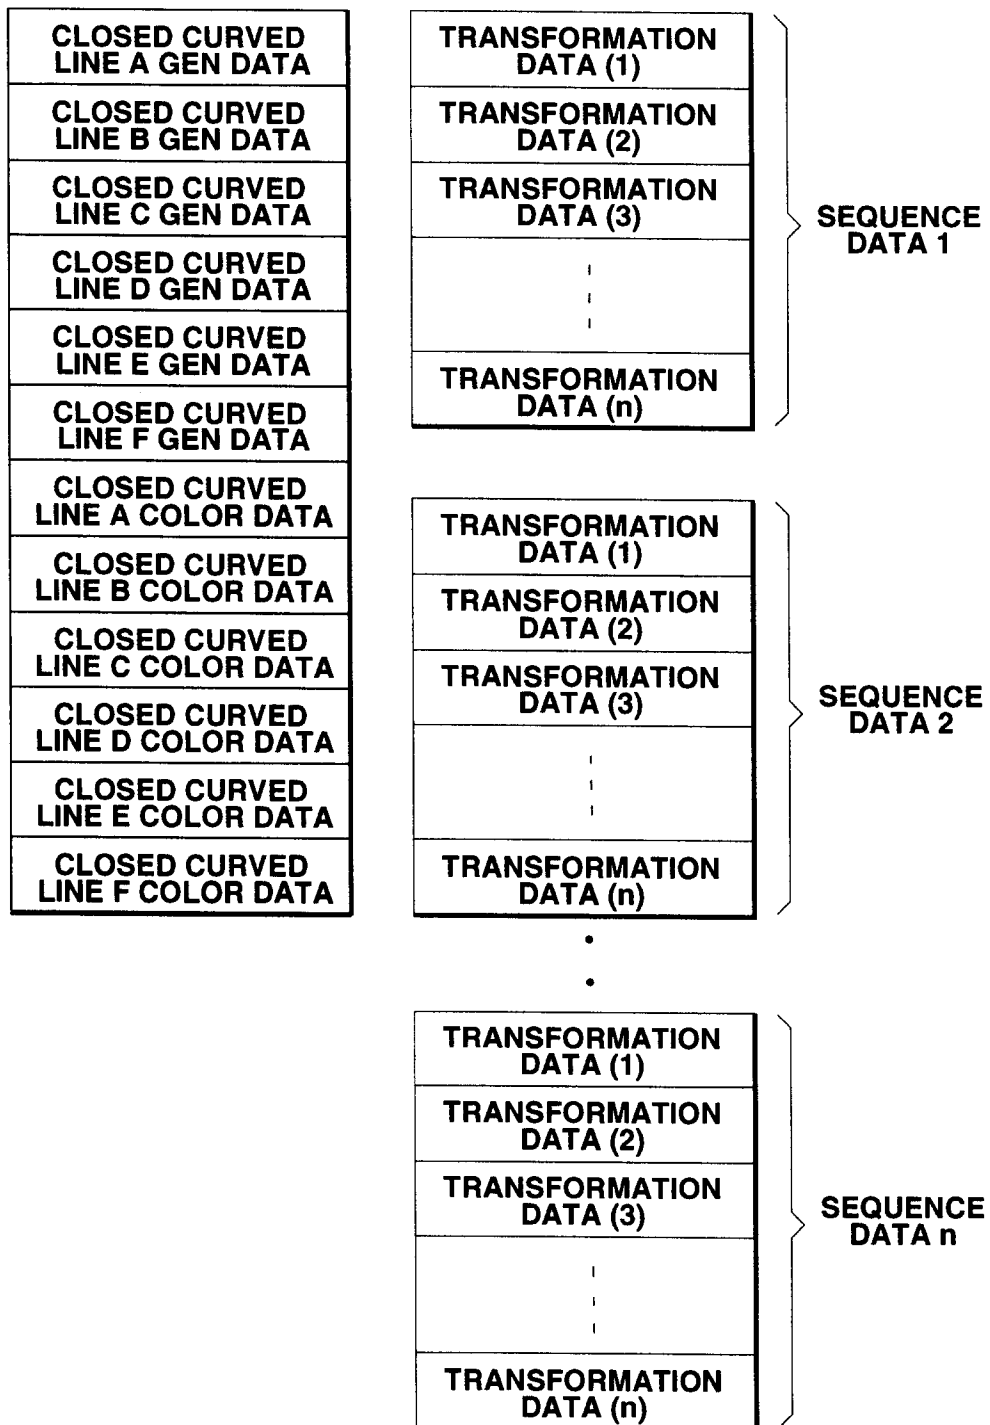 CLOSED CURVED
LINE A GEN DATA
CLOSED CURVED
LINE B GEN DATA
CLOSED CURVED
LINE C GEN DATA
CLOSED CURVED
LINE D GEN DATA
CLOSED CURVED
LINE E GEN DATA
CLOSED CURVED
LINE F GEN DATA
CLOSED CURVED
LINE A COLOR DATA
CLOSED CURVED
LINE B COLOR DATA
CLOSED CURVED
LINE C COLOR DATA
CLOSED CURVED
LINE D COLOR DATA
CLOSED CURVED
LINE E COLOR DATA
CLOSED CURVED
LINE F COLOR DATA
TRANSFORMATION
DATA (1)
TRANSFORMATION
DATA (2)
TRANSFORMATION
DATA (3)
TRANSFORMATION
DATA (n)
SEQUENCE
DATA 1
TRANSFORMATION
DATA (1)
TRANSFORMATION
DATA (2)
TRANSFORMATION
DATA (3)
TRANSFORMATION
DATA (n)
SEQUENCE
DATA 2
TRANSFORMATION
DATA (1)
TRANSFORMATION
DATA (2)
TRANSFORMATION
DATA (3)
TRANSFORMATION
DATA (n)
SEQUENCE
DATA n